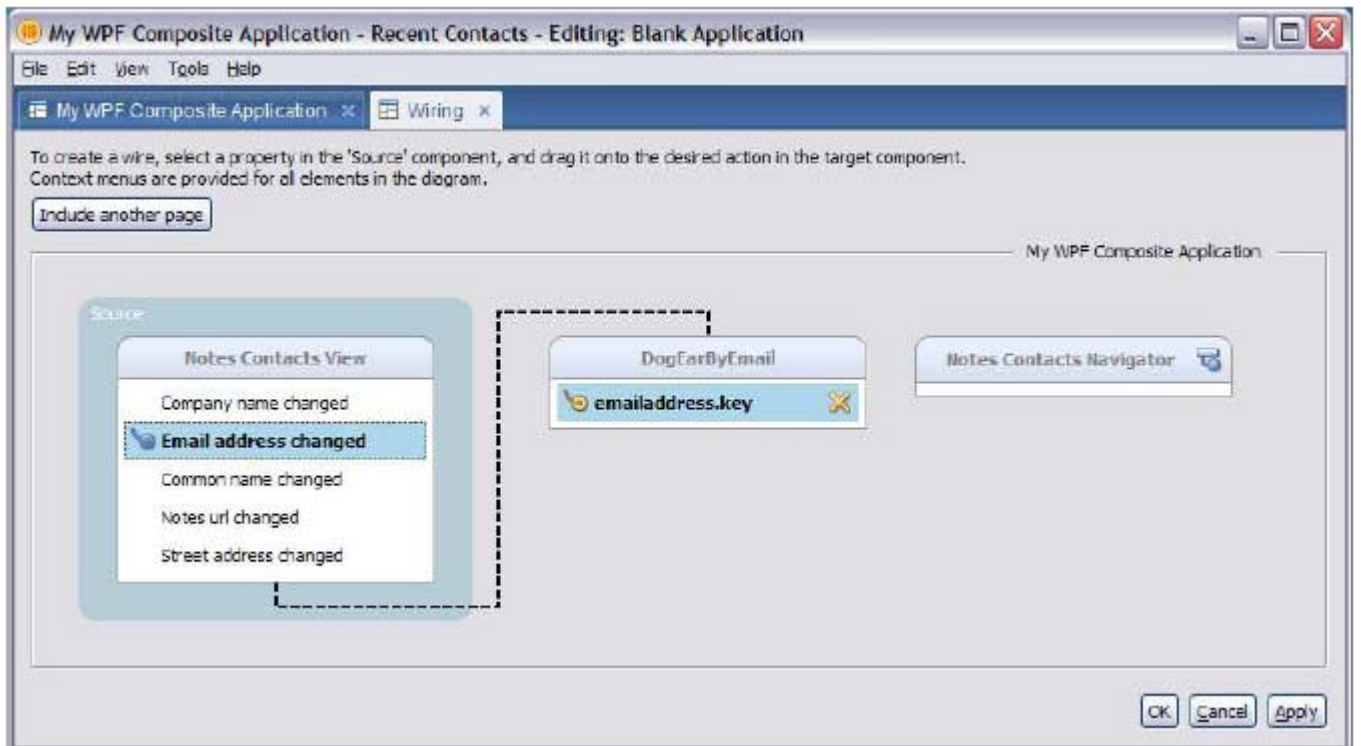 My WPF Composite Application - Recent Contacts - Editing: Blank Application
File Edit View Tools Help
My WPF Composite Application Wiring
To create a wire, select a property in the 'Source' component, and drag it onto the desired action in the target component.
Context menus are provided for all elements in the diagram.
Include another page
My WPF Composite Application
Source
Notes Contacts View
Company name changed
Email address changed
Common name changed
Notes url changed
Street address changed
DogEarByEmail
emailaddress.key
Notes Contacts Navigator
OK Cancel Apply